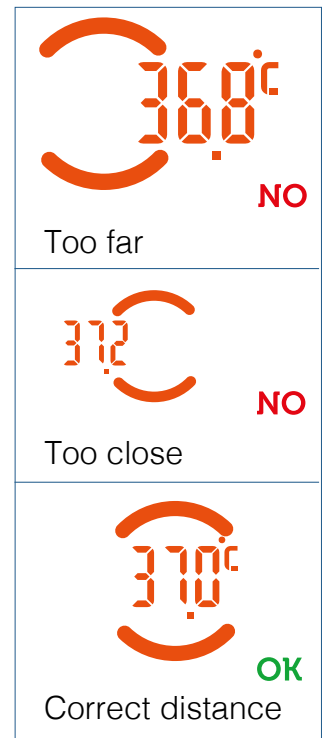 36.8°C
NO
Too far
37.2
NO
Too close
37.0°C
OK
Correct distance